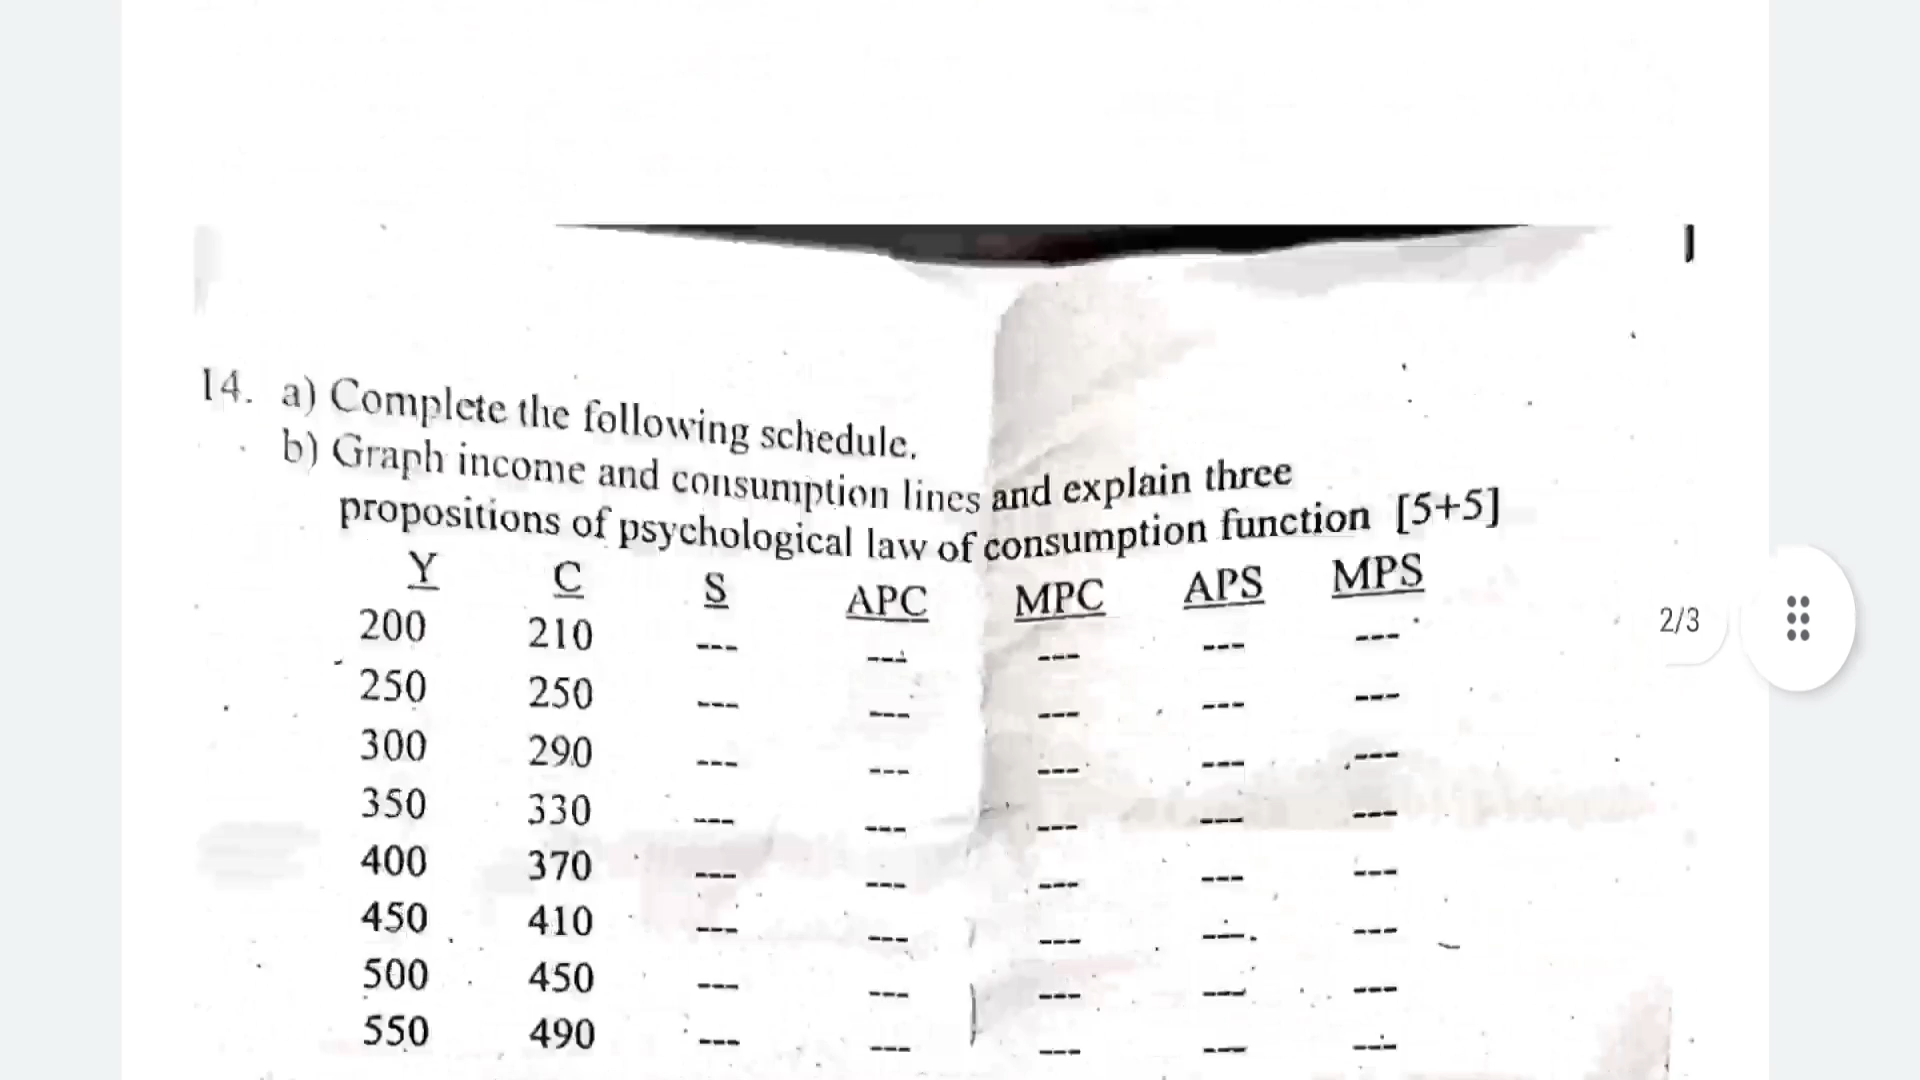 14. a) Complete the following schedule.
b) Graph income and consumption lines and explain three
propositions of psychological law of consumption function [5+5]
Y C S APC MPC APS MPS
200 210 --- --- --- --- ---
250 250 --- --- --- --- ---
300 290 --- --- --- --- ---
350 330 --- --- --- --- ---
2/3
400 370 --- --- --- --- ---
450 410 --- --- --- --- ---
500 450 --- --- --- --- ---
550 490 --- --- --- --- ---